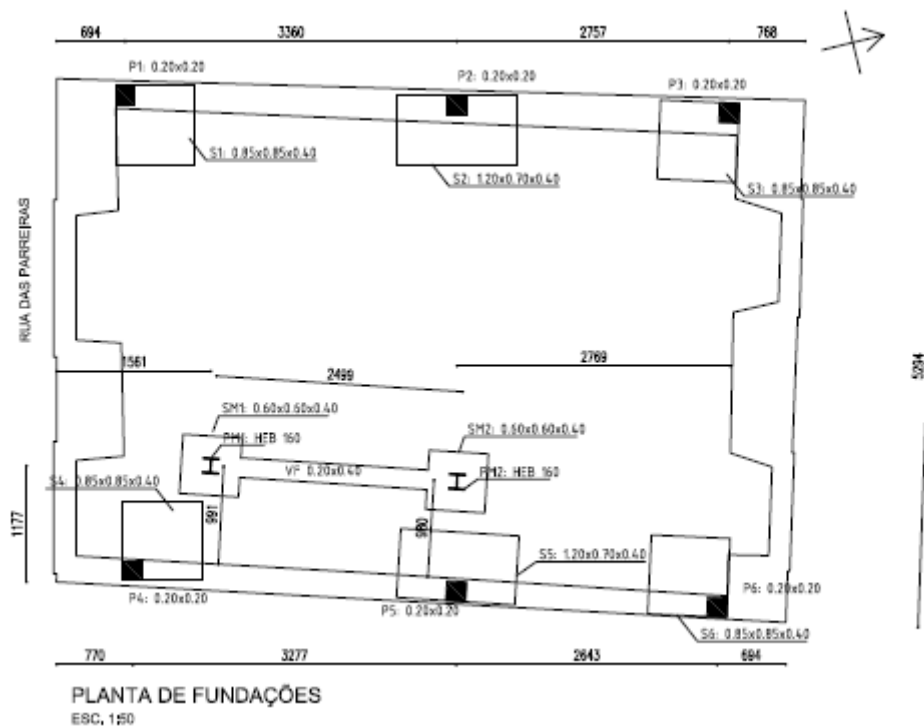 694 3360 2757 768
P1: 0.20x0.20
P2: 0.20x0.20
P3: 0.20x0.20
S1: 0.85x0.85x0.40
S2: 1.20x0.70x0.40
S3: 0.85x0.85x0.40
RUA DAS PARREIRAS
1561
2499
2769
5294
SM1: 0.60x0.60x0.40
SM2: 0.60x0.60x0.40
PM1: HEB 160
VF 0.20x0.40
PM2: HEB 160
S4: 0.85x0.85x0.40
1177
991
980
S5: 1.20x0.70x0.40
P4: 0.20x0.20
P5: 0.20x0.20
P6: 0.20x0.20
S6: 0.85x0.85x0.40
770 3277 2643 694
PLANTA DE FUNDAÇÕES
ESC. 1:50